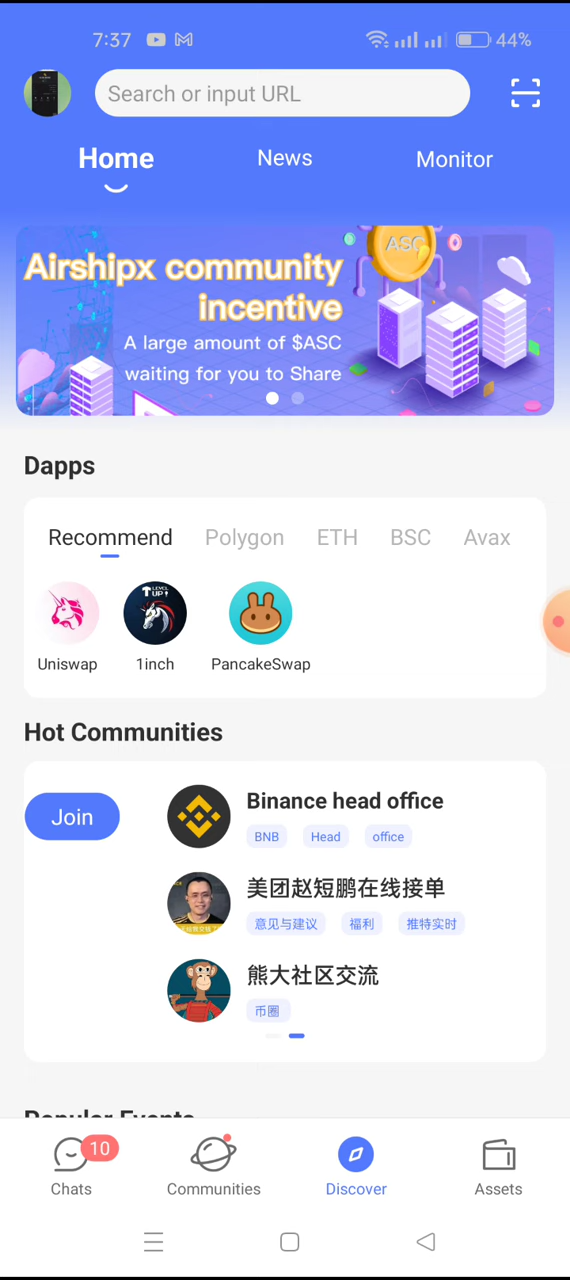 7:37
44%
Search or input URL
Home News Monitor
ASC
Airshipx community
incentive
A large amount of $ASC
waiting for you to Share
Dapps
Recommend Polygon ETH BSC Avax
LEVEL
UP!
Uniswap 1inch PancakeSwap
Hot Communities
Join
Binance head office
BNB Head office
美团赵短鹏在线接单
意见与建议 福利 推特实时
熊大社区交流
币圈
10
Chats Communities Discover Assets